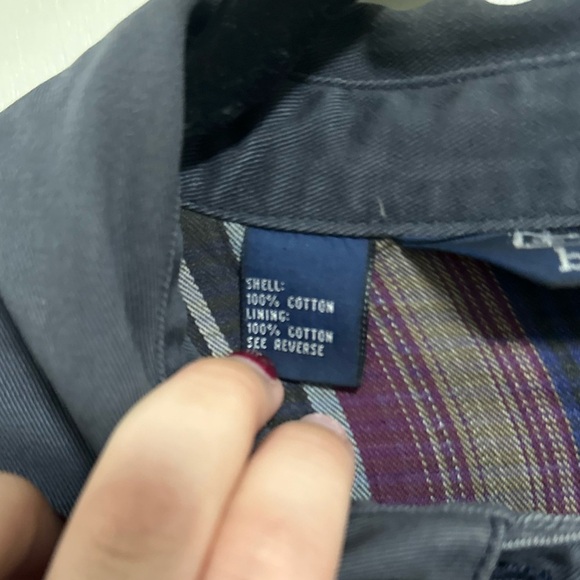 SHELL:
100% COTTON
LINING:
100% COTTON
SEE REVERSE